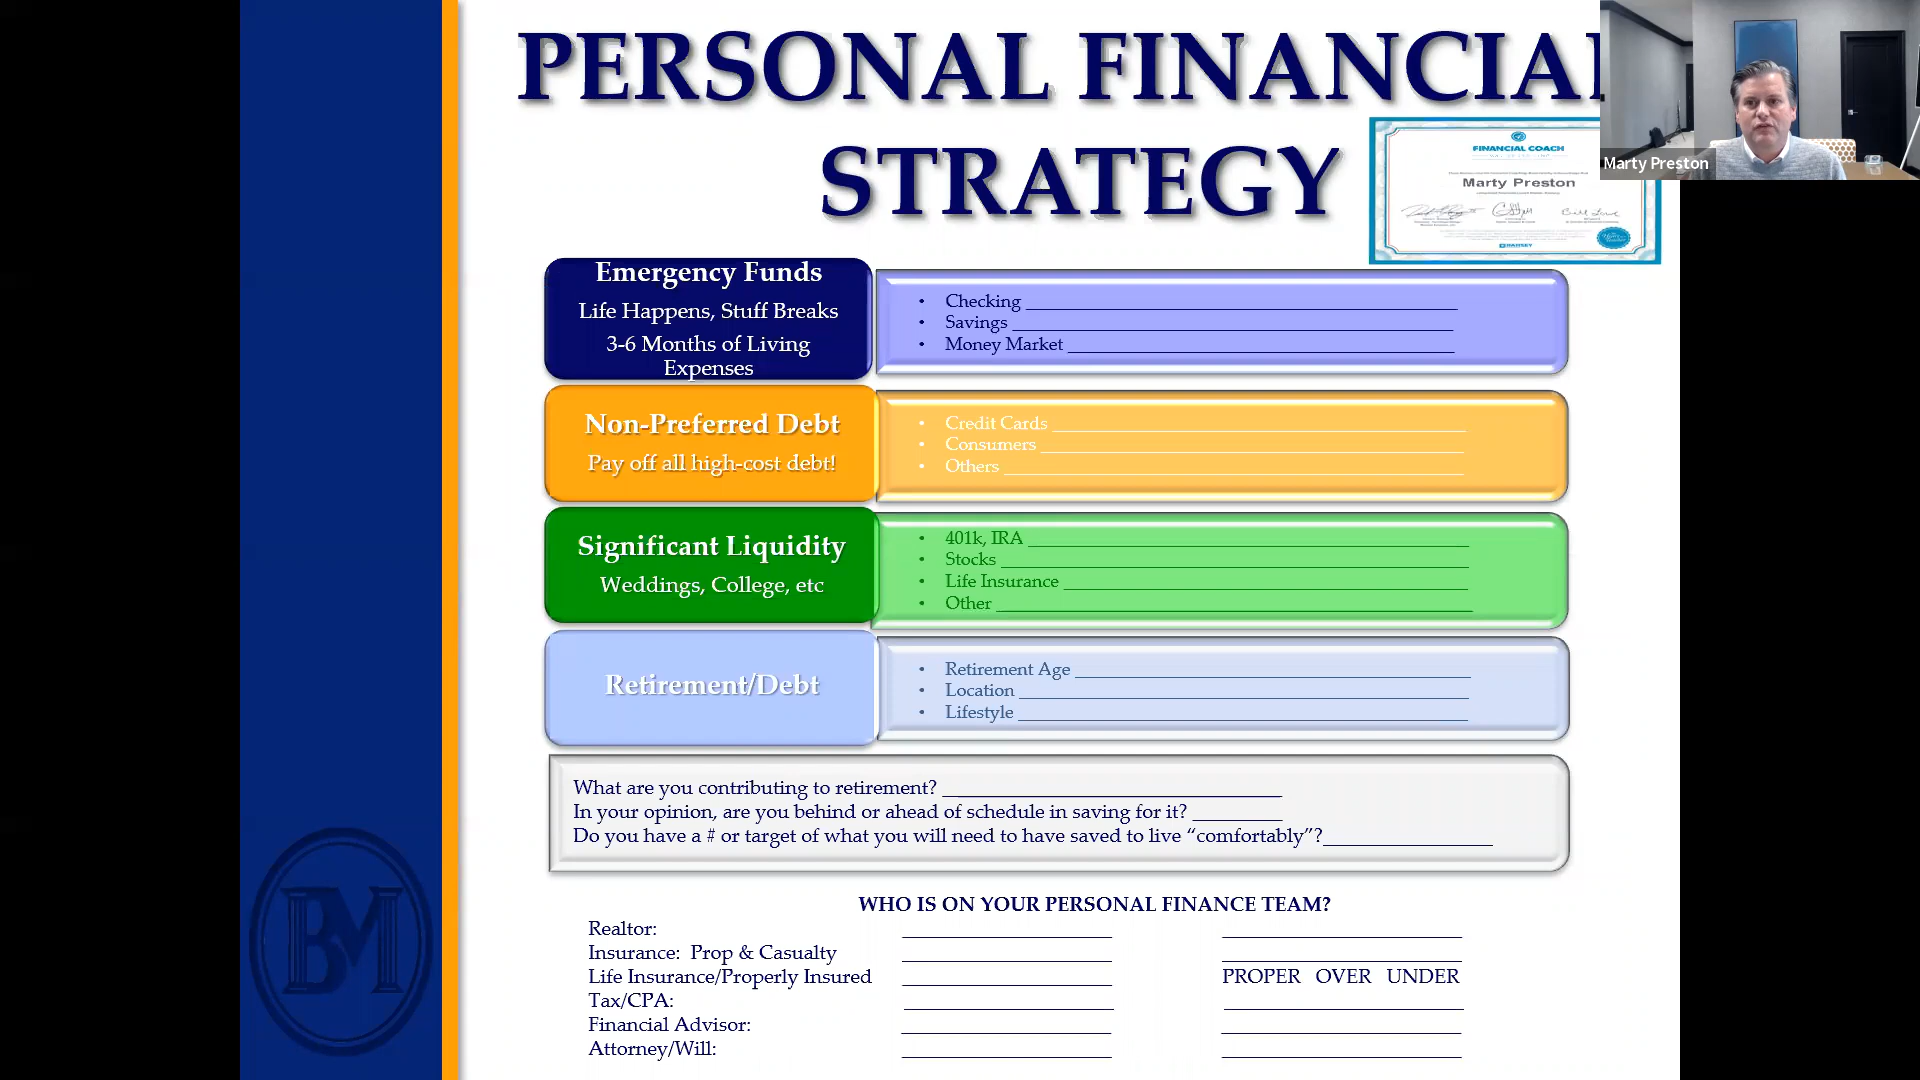 PERSONAL FINANCIAL
STRATEGY
Marty Preston
FINANCIAL COACH
Marty Preston
RAMSEY
Emergency Funds
Life Happens, Stuff Breaks
3-6 Months of Living
Expenses
• Checking
• Savings
• Money Market
Non-Preferred Debt
Pay off all high-cost debt!
• Credit Cards
• Consumers
• Others
Significant Liquidity
Weddings, College, etc
• 401k, IRA
• Stocks
• Life Insurance
• Other
Retirement/Debt
• Retirement Age
• Location
• Lifestyle
What are you contributing to retirement?
In your opinion, are you behind or ahead of schedule in saving for it?
Do you have a # or target of what you will need to have saved to live “comfortably”?
WHO IS ON YOUR PERSONAL FINANCE TEAM?
Realtor:
Insurance: Prop & Casualty
Life Insurance/Properly Insured PROPER OVER UNDER
Tax/CPA:
Financial Advisor:
Attorney/Will:
BM